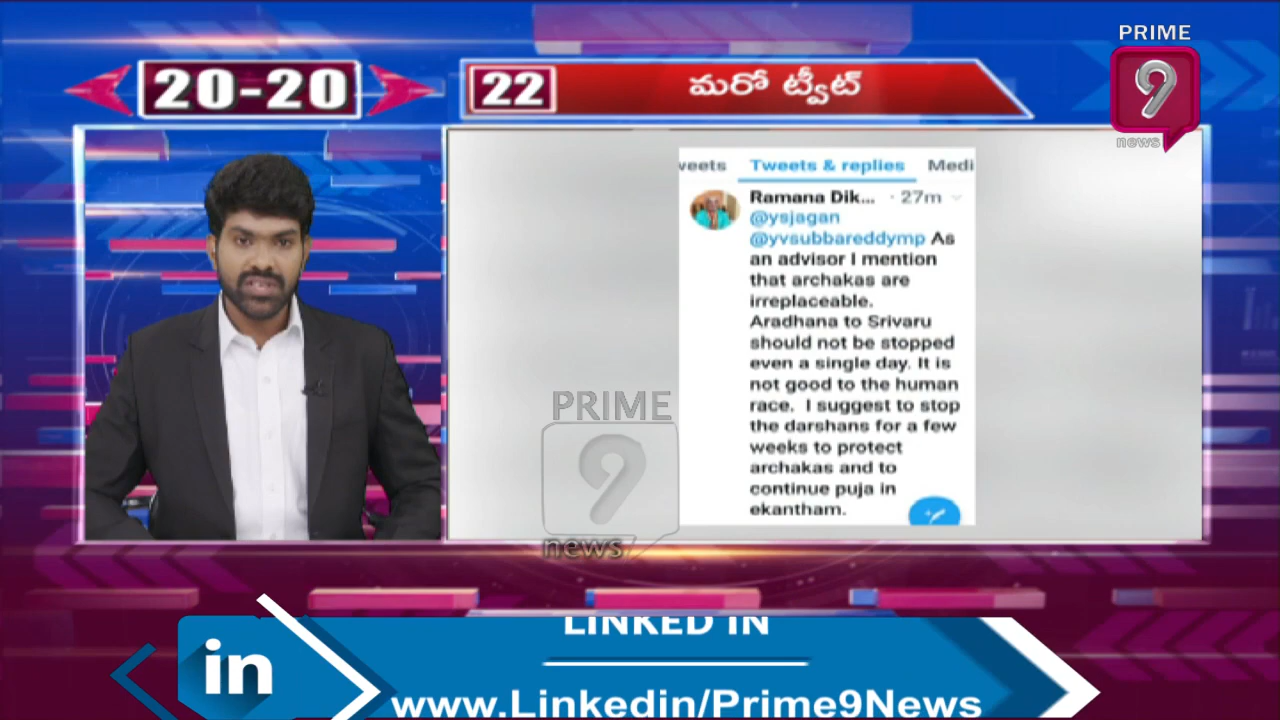 PRIME
9
news
20-20
22
మరో ట్వీట్
weets Tweets & replies Medi
Ramana Dik... · 27m
@ysjagan
@yvsubbareddymp As
an advisor I mention
that archakas are
irreplaceable.
Aradhana to Srivaru
should not be stopped
even a single day. It is
not good to the human
race. I suggest to stop
the darshans for a few
weeks to protect
archakas and to
continue puja in
ekantham.
PRIME
9
news
in
LINKED IN
www.Linkedin/Prime9News